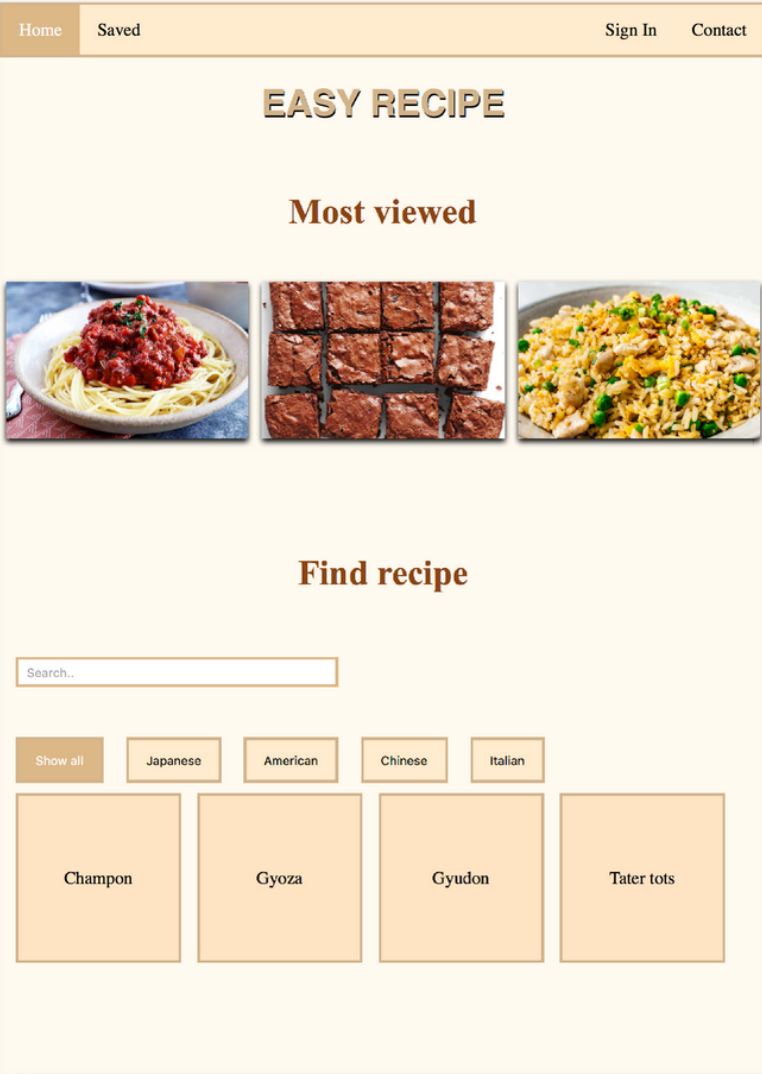 Home Saved Sign In Contact
EASY RECIPE
Most viewed
Find recipe
Search..
Show all Japanese American Chinese Italian
Champon Gyoza Gyudon Tater tots